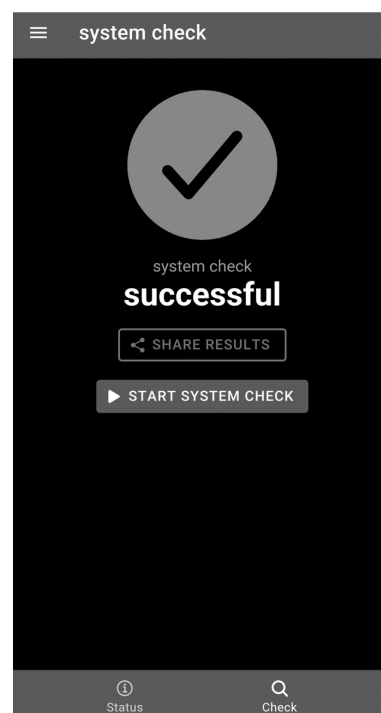 system check
system check
successful
SHARE RESULTS
START SYSTEM CHECK
Status
Check